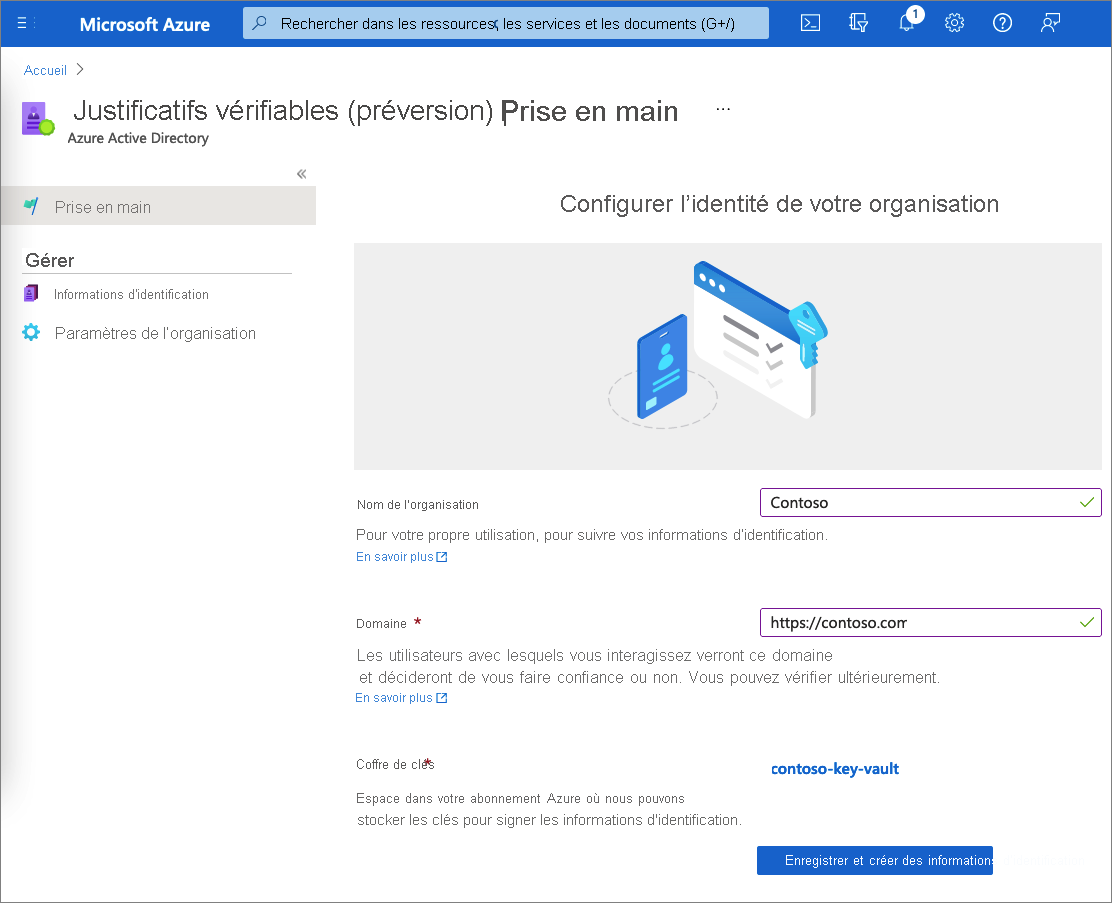 Microsoft Azure
Rechercher dans les ressources, les services et les documents (G+/)
1
Accueil
Justificatifs vérifiables (préversion) | Prise en main
...
Azure Active Directory
«
Prise en main
Configurer l'identité de votre organisation
Gérer
Informations d'identification
Paramètres de l'organisation
Nom de l'organisation
Contoso
Pour votre propre utilisation, pour suivre vos informations d'identification.
En savoir plus
Domaine *
https://contoso.com
Les utilisateurs avec lesquels vous interagissez verront ce domaine
et décideront de vous faire confiance ou non. Vous pouvez vérifier ultérieurement.
En savoir plus
Coffre de clés *
contoso-key-vault
Espace dans votre abonnement Azure où nous pouvons
stocker les clés pour signer les informations d'identification.
Enregistrer et créer des informations